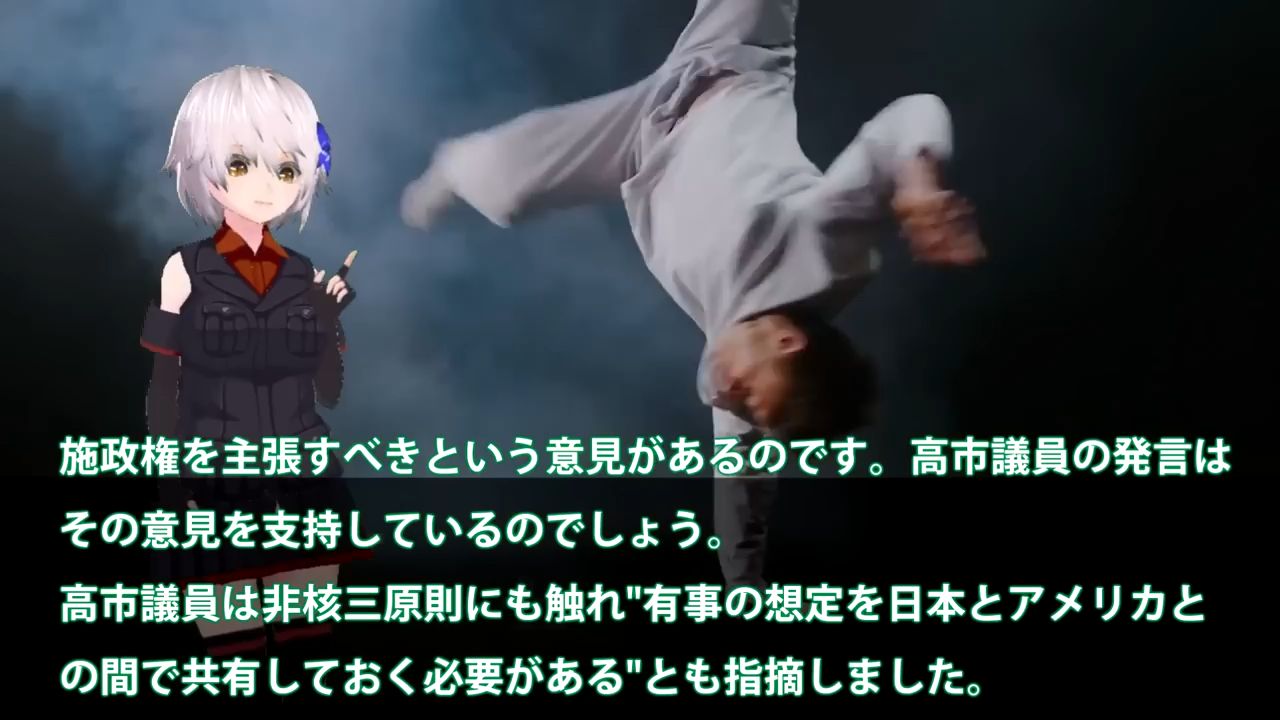 施政権を主張すべきという意見があるのです。高市議員の発言は
その意見を支持しているのでしょう。
高市議員は非核三原則にも触れ"有事の想定を日本とアメリカと
の間で共有しておく必要がある"とも指摘しました。